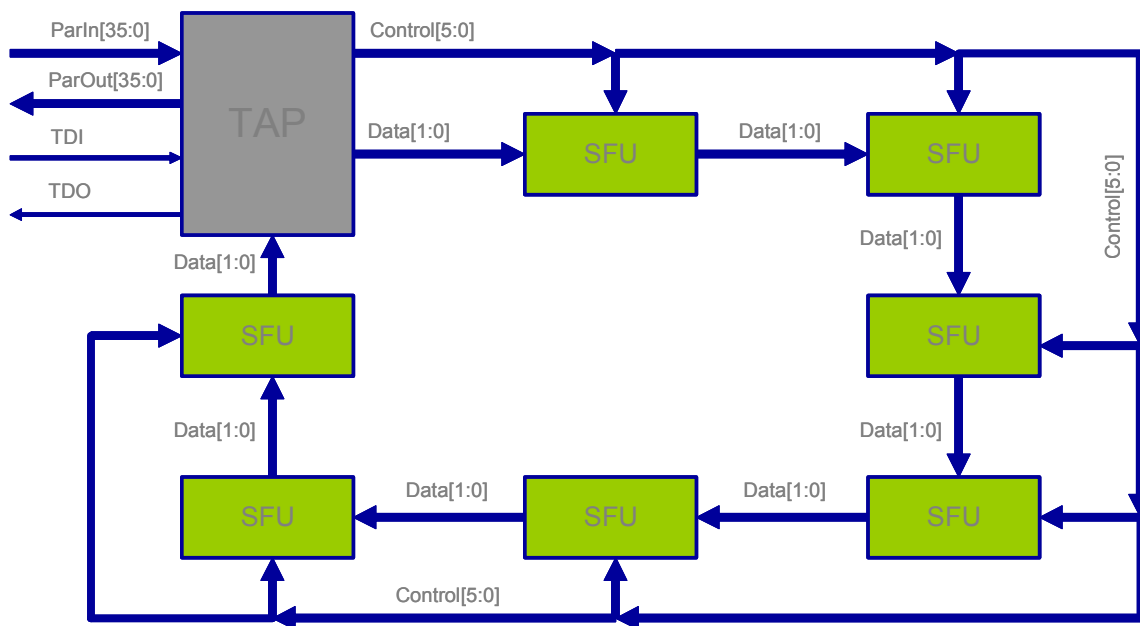 ParIn[35:0]
Control[5:0]
ParOut[35:0]
TAP
TDI
Data[1:0]
SFU
Data[1:0]
SFU
TDO
Control[5:0]
Data[1:0]
Data[1:0]
SFU
SFU
Data[1:0]
Data[1:0]
Data[1:0]
Data[1:0]
SFU
SFU
SFU
Control[5:0]